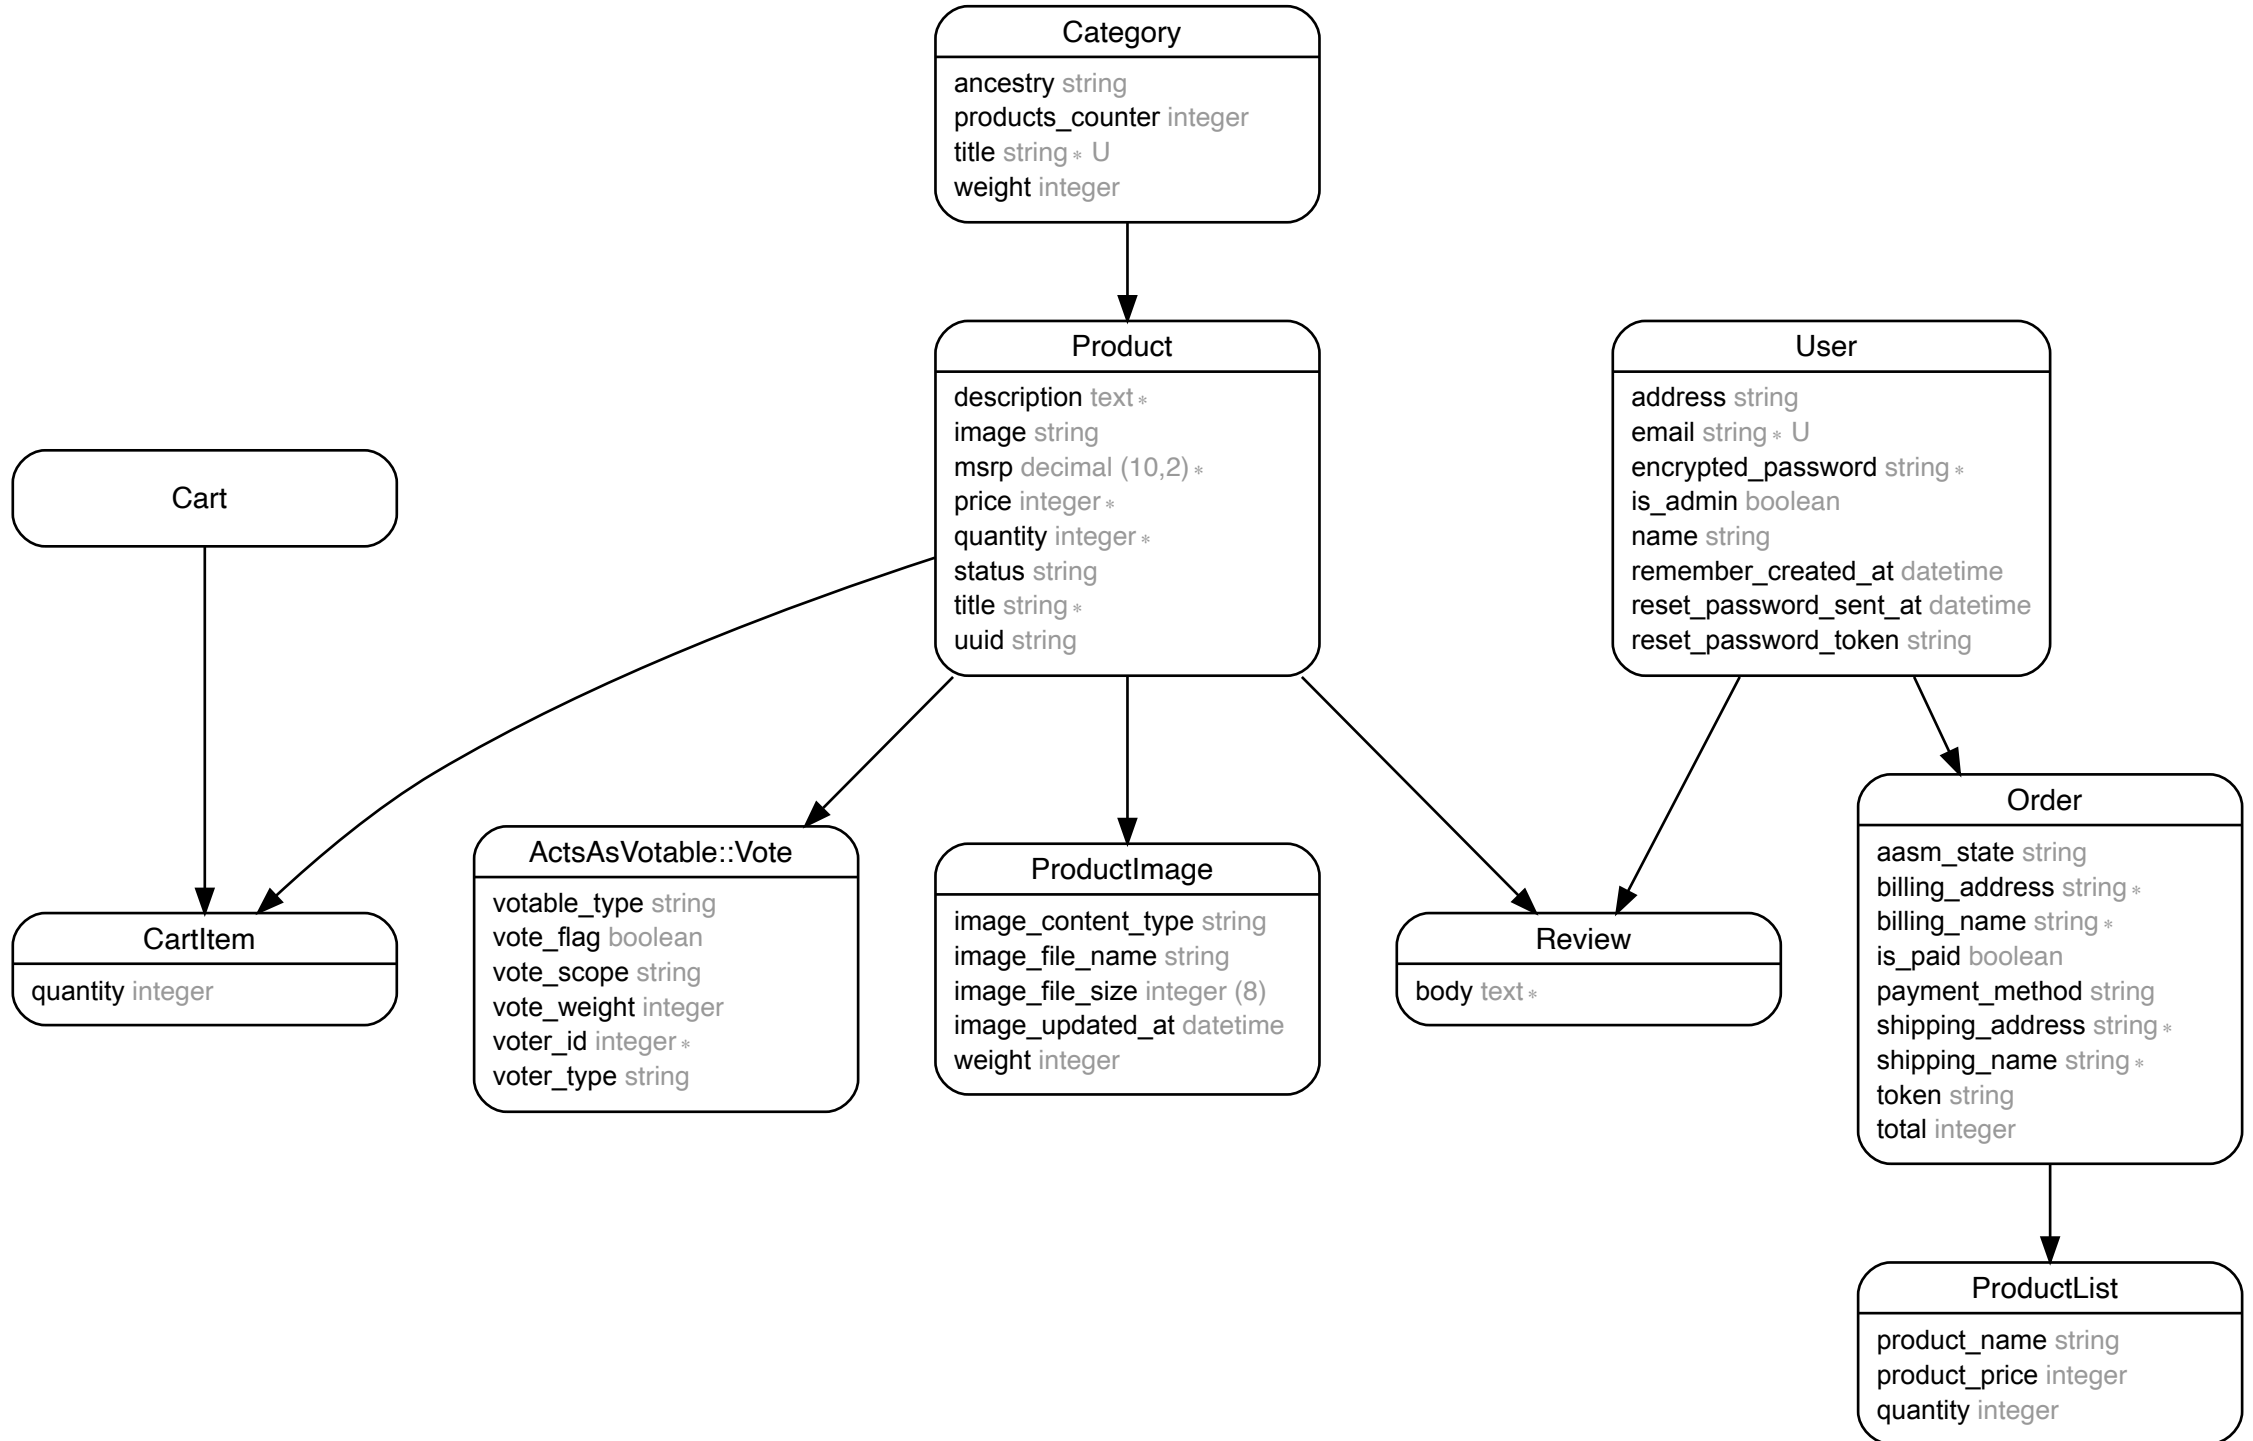 Category
ancestry string
products_counter integer
title string* U
weight integer
Product
description text*
image string
msrp decimal (10,2)*
price integer*
quantity integer*
status string
title string*
uuid string
User
address string
email string* U
encrypted_password string*
is_admin boolean
name string
remember_created_at datetime
reset_password_sent_at datetime
reset_password_token string
Cart
CartItem
quantity integer
ActsAsVotable::Vote
votable_type string
vote_flag boolean
vote_scope string
vote_weight integer
voter_id integer*
voter_type string
ProductImage
image_content_type string
image_file_name string
image_file_size integer (8)
image_updated_at datetime
weight integer
Review
body text*
Order
aasm_state string
billing_address string*
billing_name string*
is_paid boolean
payment_method string
shipping_address string*
shipping_name string*
token string
total integer
ProductList
product_name string
product_price integer
quantity integer